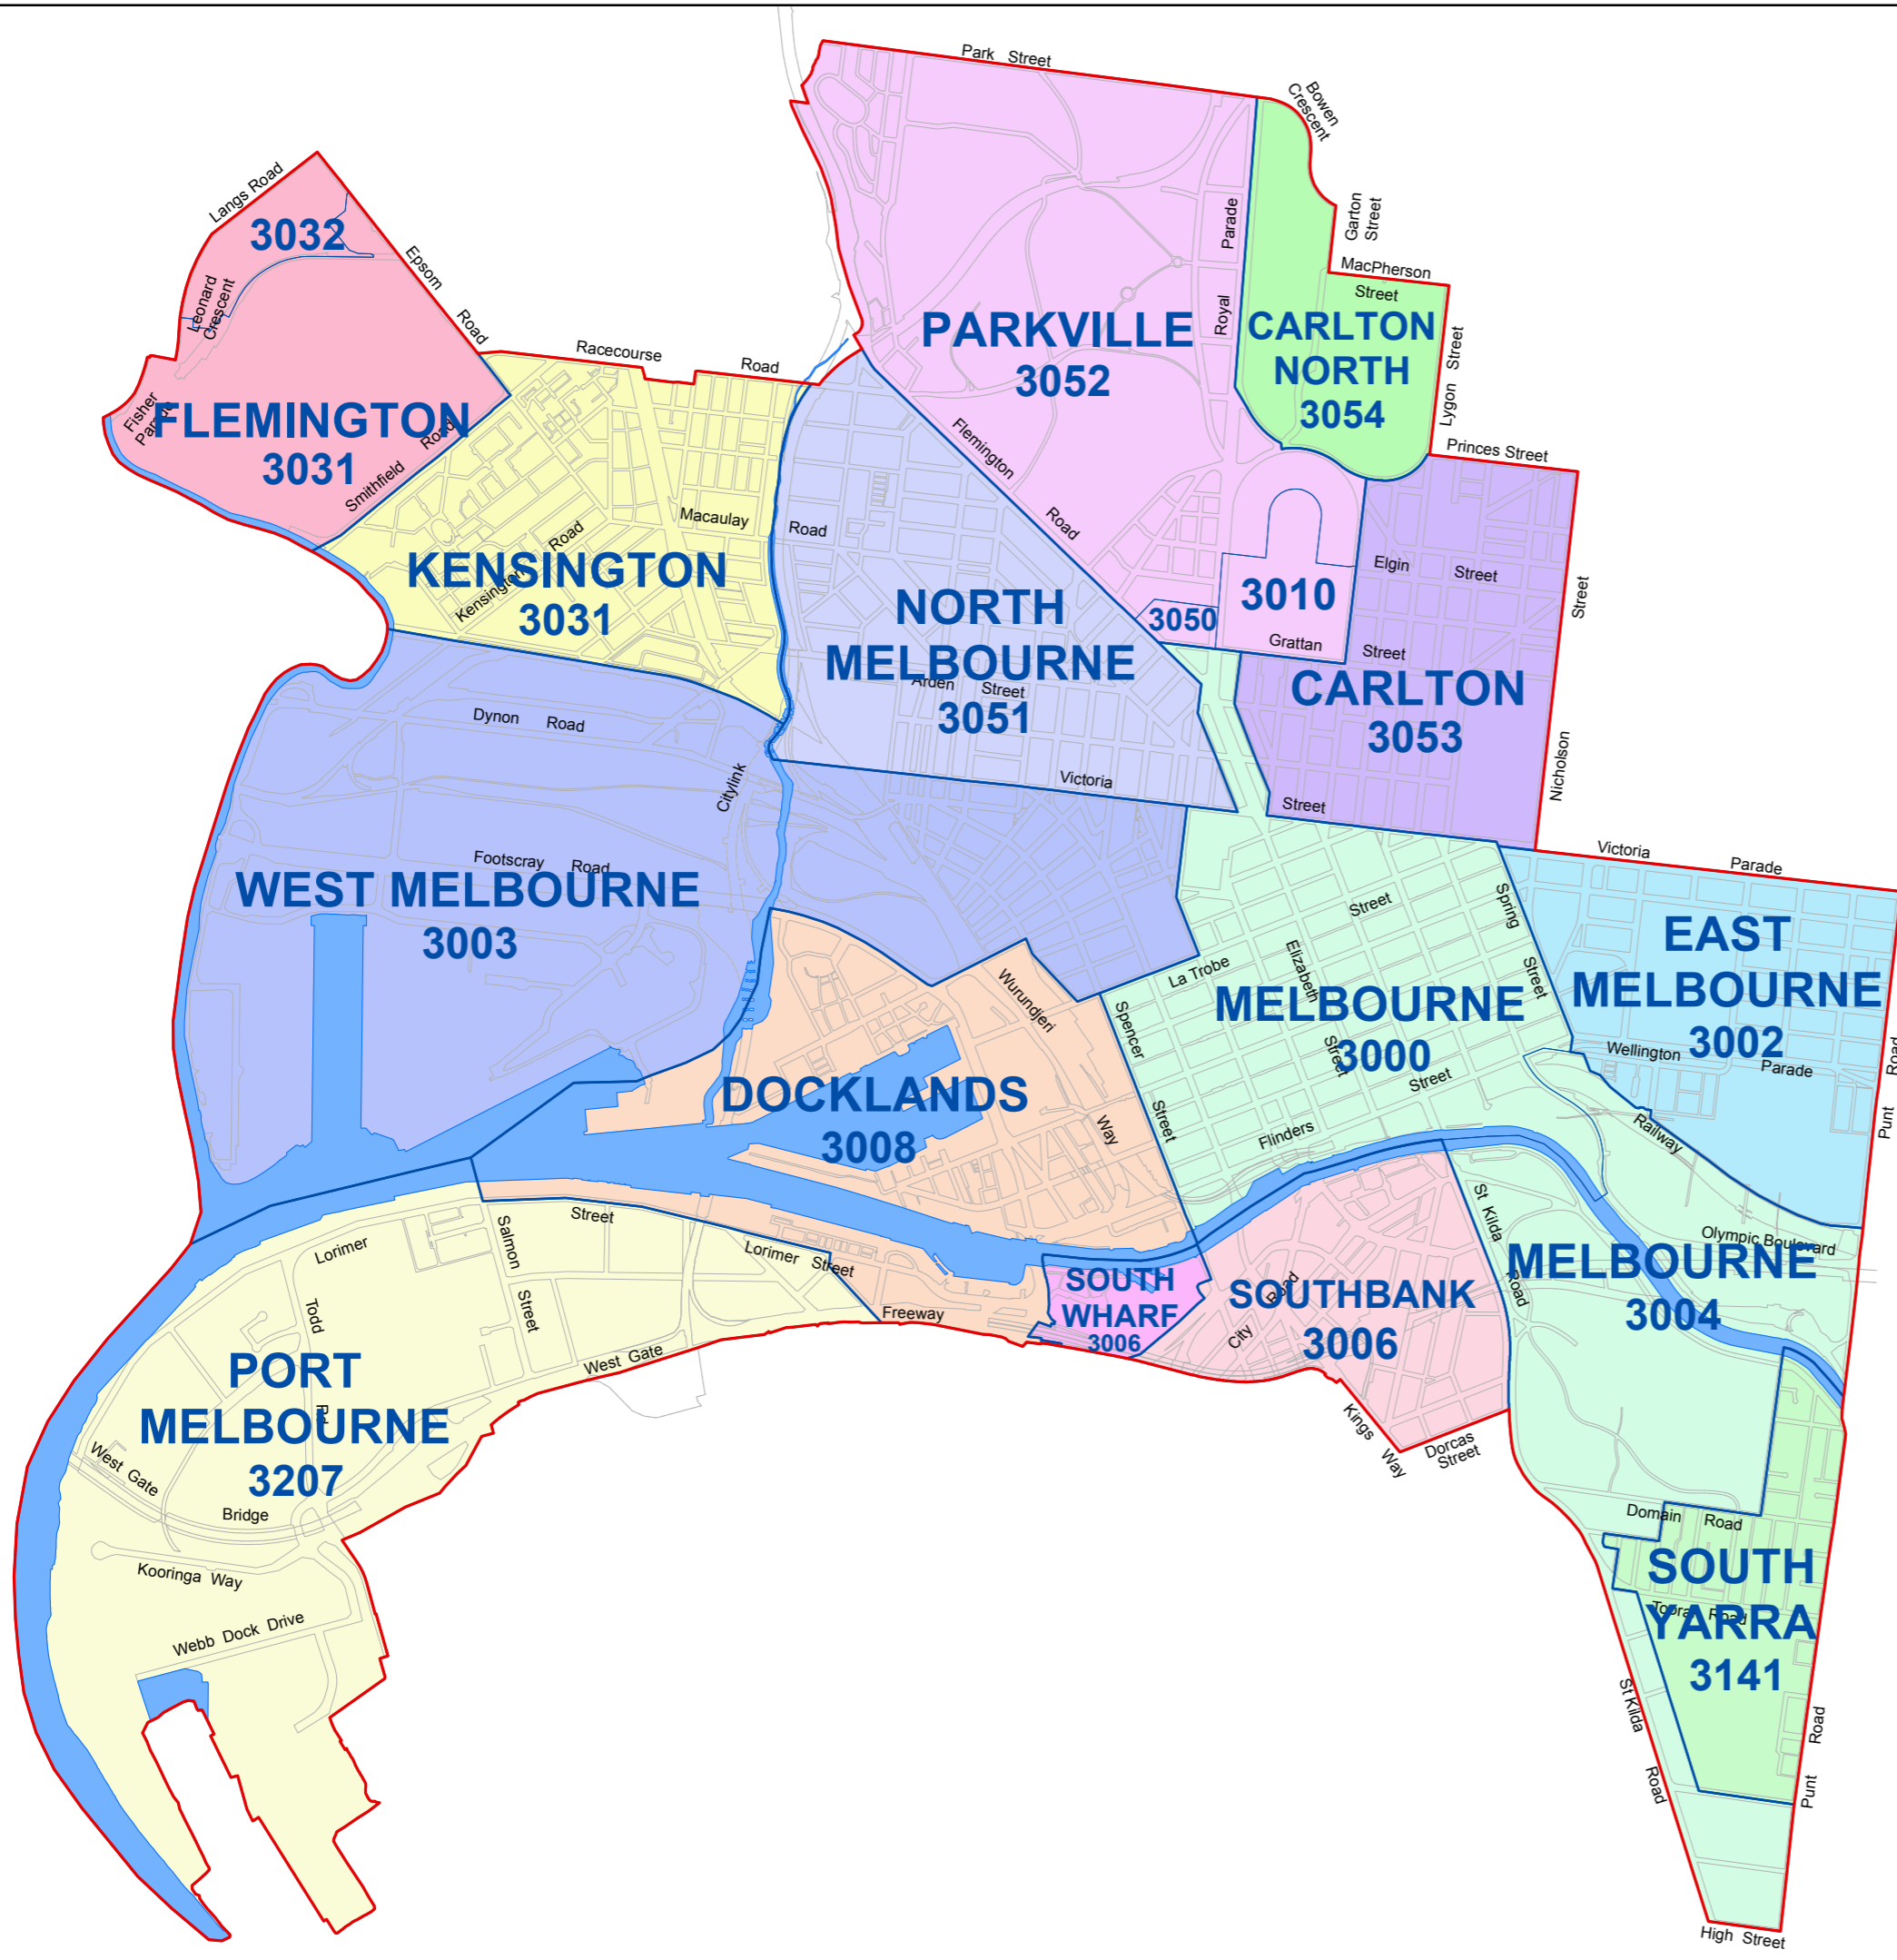 Park Street
Bowen
Crescent
Langs Road
3032
Garton
Street
Epsom
Road
Parade
Royal
MacPherson
Street
Leonard
Crescent
PARKVILLE
3052
CARLTON
NORTH
3054
Lygon Street
Racecourse Road
Fisher
Parade
FLEMINGTON
3031
Smithfield Road
Flemington
Road
Princes Street
Macaulay Road
KENSINGTON
3031
Kensington Road
Elgin Street
Street
NORTH
MELBOURNE
3051
Arden Street
3050
3010
Grattan Street
CARLTON
3053
Nicholson
Dynon Road
Citylink
Victoria
Street
Victoria Parade
Footscray Road
WEST MELBOURNE
3003
Street
Spring
Street
EAST
MELBOURNE
3002
Wellington Parade
Road
Punt
Wurundjeri
Way
La Trobe
Elizabeth
Street
Spencer
Street
MELBOURNE
3000
Street
Flinders
Railway
DOCKLANDS
3008
Salmon
Street
Street
Lorimer
Lorimer Street
St Kilda
Road
Olympic Boulevard
MELBOURNE
3004
SOUTH
WHARF
3006
SOUTHBANK
3006
City Road
Freeway
Todd
Rd
West Gate
PORT
MELBOURNE
3207
Kings
Way
Dorcas
Street
West Gate
Bridge
Domain Road
Kooringa Way
SOUTH
YARRA
3141
Toorak Road
Webb Dock Drive
St Kilda
Road
Road
Punt
High Street